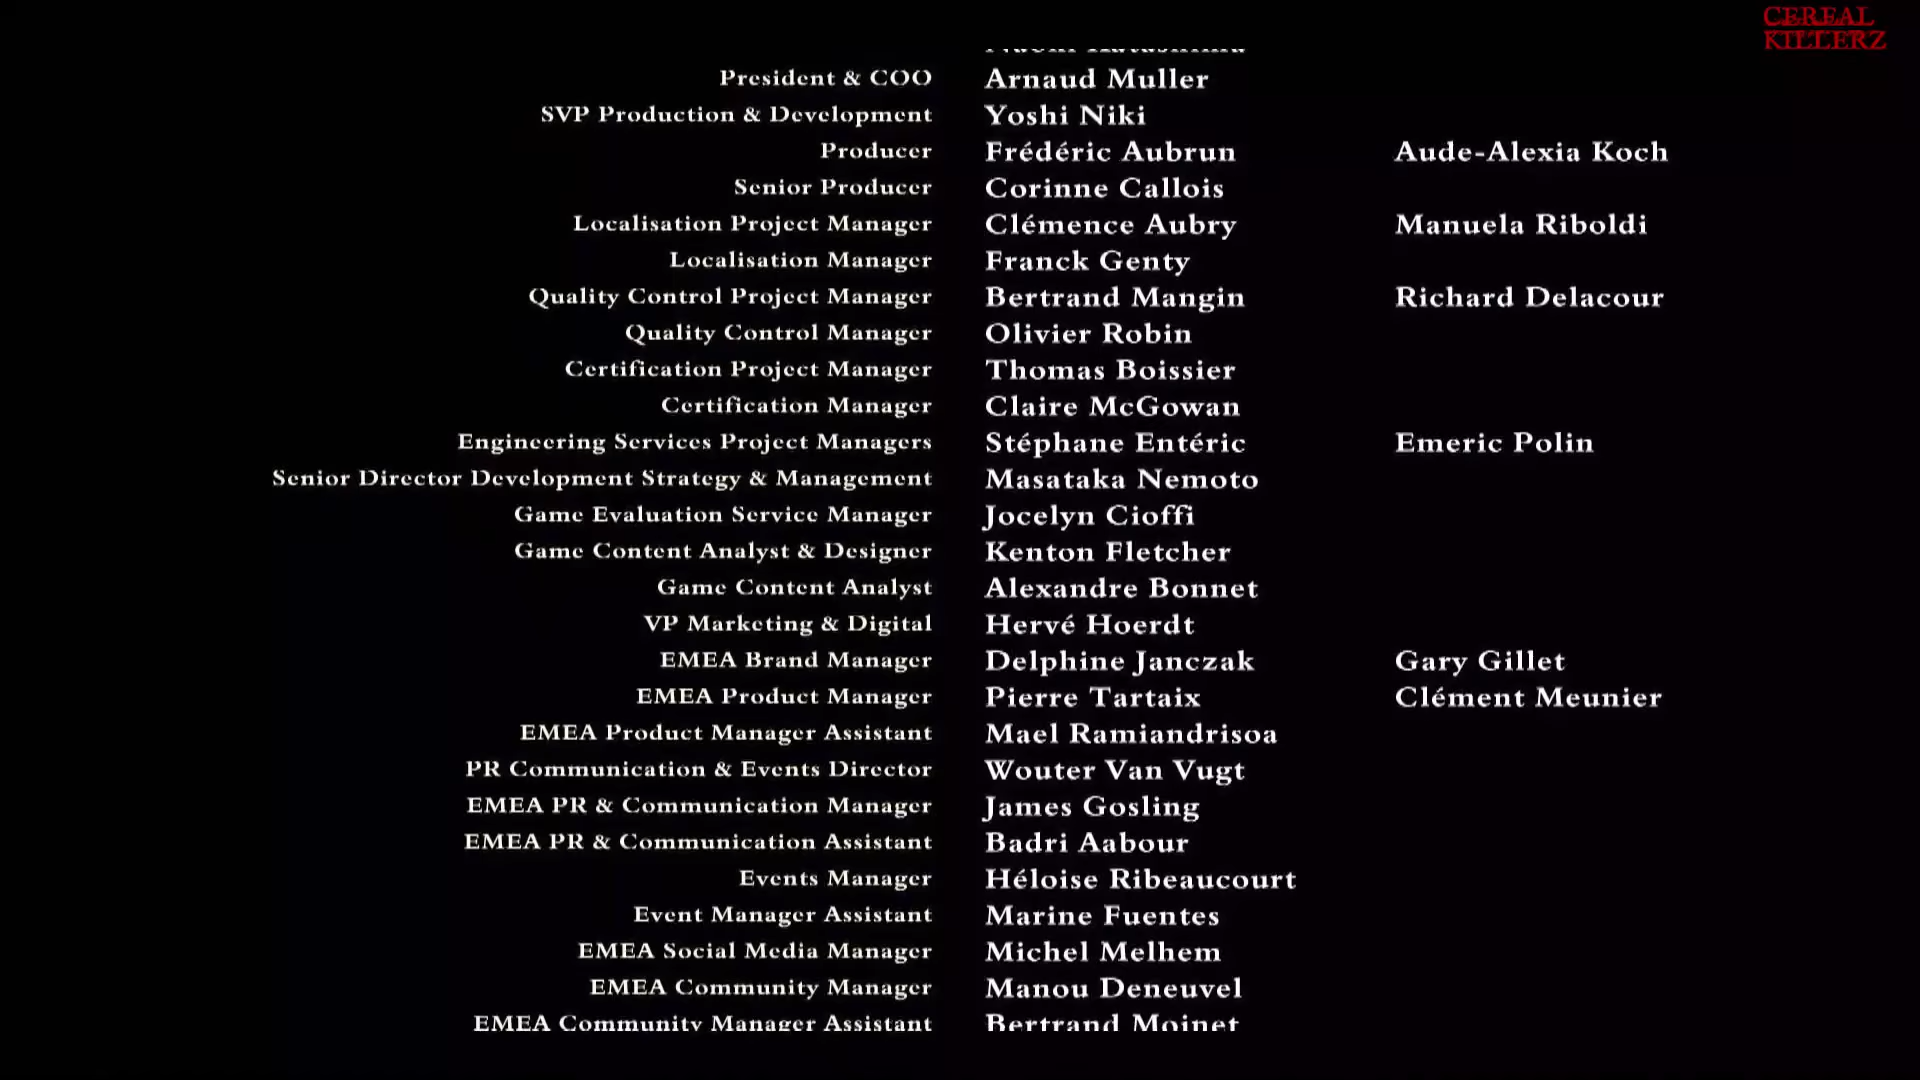 CEREAL
KILLERZ
President & COO Arnaud Muller
SVP Production & Development Yoshi Niki
Producer Frédéric Aubrun Aude-Alexia Koch
Senior Producer Corinne Callois
Localisation Project Manager Clémence Aubry Manuela Riboldi
Localisation Manager Franck Genty
Quality Control Project Manager Bertrand Mangin Richard Delacour
Quality Control Manager Olivier Robin
Certification Project Manager Thomas Boissier
Certification Manager Claire McGowan
Engineering Services Project Managers Stéphane Entéric Emeric Polin
Senior Director Development Strategy & Management Masataka Nemoto
Game Evaluation Service Manager Jocelyn Cioffi
Game Content Analyst & Designer Kenton Fletcher
Game Content Analyst Alexandre Bonnet
VP Marketing & Digital Hervé Hoerdt
EMEA Brand Manager Delphine Janczak Gary Gillet
EMEA Product Manager Pierre Tartaix Clément Meunier
EMEA Product Manager Assistant Mael Ramiandrisoa
PR Communication & Events Director Wouter Van Vugt
EMEA PR & Communication Manager James Gosling
EMEA PR & Communication Assistant Badri Aabour
Events Manager Héloise Ribeaucourt
Event Manager Assistant Marine Fuentes
EMEA Social Media Manager Michel Melhem
EMEA Community Manager Manou Deneuvel
EMEA Community Manager Assistant Bertrand Moinet